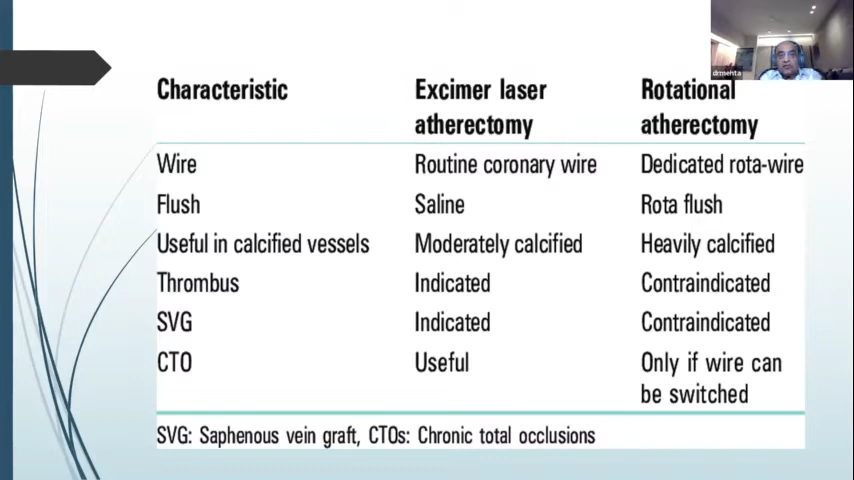 drmehta
Characteristic Excimer laser atherectomy Rotational atherectomy
Wire Routine coronary wire Dedicated rota-wire
Flush Saline Rota flush
Useful in calcified vessels Moderately calcified Heavily calcified
Thrombus Indicated Contraindicated
SVG Indicated Contraindicated
CTO Useful Only if wire can be switched
SVG: Saphenous vein graft, CTOs: Chronic total occlusions